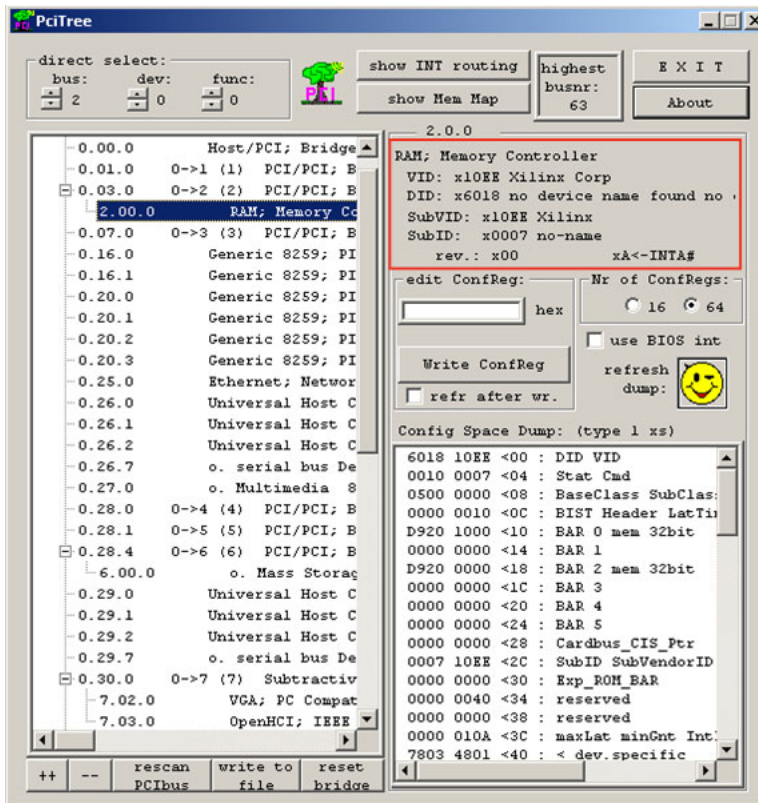 PciTree
direct select:
bus: dev: func:
2 0 0
PCI
show INT routing
show Mem Map
highest
busnr:
63
E X I T
About
0.00.0 Host/PCI; Bridge
0.01.0 0->1 (1) PCI/PCI; B
0.03.0 0->2 (2) PCI/PCI; B
2.00.0 RAM; Memory Co
0.07.0 0->3 (3) PCI/PCI; B
0.16.0 Generic 8259; PI
0.16.1 Generic 8259; PI
0.20.0 Generic 8259; PI
0.20.1 Generic 8259; PI
0.20.2 Generic 8259; PI
0.20.3 Generic 8259; PI
0.25.0 Ethernet; Networ
0.26.0 Universal Host C
0.26.1 Universal Host C
0.26.2 Universal Host C
0.26.7 o. serial bus De
0.27.0 o. Multimedia 8
0.28.0 0->4 (4) PCI/PCI; B
0.28.1 0->5 (5) PCI/PCI; B
0.28.4 0->6 (6) PCI/PCI; B
6.00.0 o. Mass Storag
0.29.0 Universal Host C
0.29.1 Universal Host C
0.29.2 Universal Host C
0.29.7 o. serial bus De
0.30.0 0->7 (7) Subtractiv
7.02.0 VGA; PC Compat
7.03.0 OpenHCI; IEEE
++ -- rescan PCIbus write to file reset bridge
2.0.0
RAM; Memory Controller
VID: x10EE Xilinx Corp
DID: x6018 no device name found no
SubVID: x10EE Xilinx
SubID: x0007 no-name
rev.: x00 xA<-INTA#
edit ConfReg:
hex
Write ConfReg
refr after wr.
Nr of ConfRegs:
16 64
use BIOS int
refresh
dump:
Config Space Dump: (type 1 xs)
6018 10EE <00 : DID VID
0010 0007 <04 : Stat Cmd
0500 0000 <08 : BaseClass SubClas
0000 0010 <0C : BIST Header LatTi
D920 1000 <10 : BAR 0 mem 32bit
0000 0000 <14 : BAR 1
D920 0000 <18 : BAR 2 mem 32bit
0000 0000 <1C : BAR 3
0000 0000 <20 : BAR 4
0000 0000 <24 : BAR 5
0000 0000 <28 : Cardbus_CIS_Ptr
0007 10EE <2C : SubID SubVendorID
0000 0000 <30 : Exp_ROM_BAR
0000 0040 <34 : reserved
0000 0000 <38 : reserved
0000 010A <3C : maxLat minGnt Int
7803 4801 <40 : < dev.specific